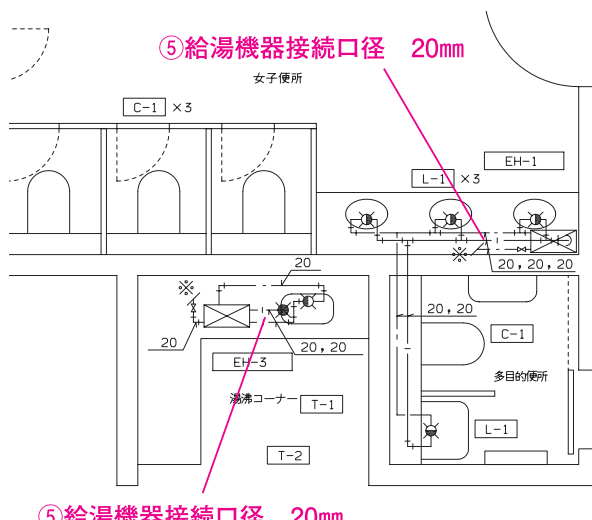 ⑤給湯機器接続口径 20mm
女子便所
C-1 ×3
EH-1
L-1 ×3
※
20,20,20
20
※
20,20
C-1
20
20,20
EH-3
多目的便所
湯沸コーナー
T-1
L-1
T-2
⑤給湯機器接続口径 20mm